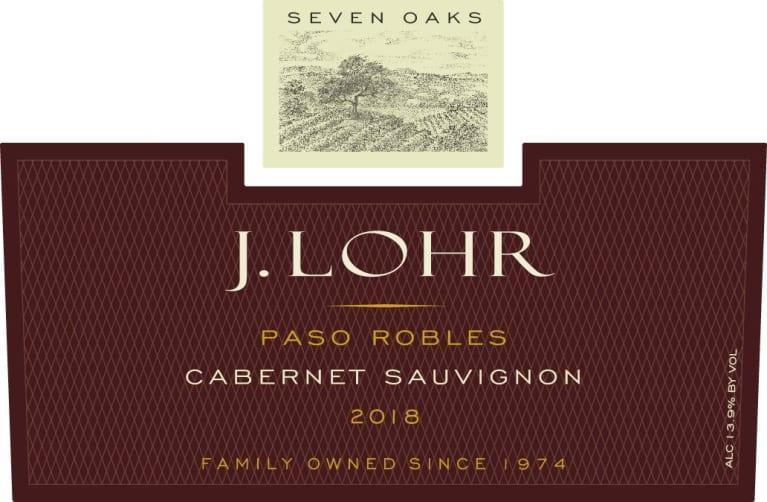 SEVEN OAKS
J. LOHR
PASO ROBLES
CABERNET SAUVIGNON
2018
FAMILY OWNED SINCE 1974
ALC 13.9% BY VOL